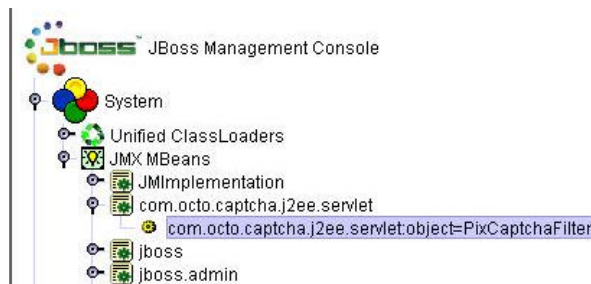 Jboss JBoss Management Console
System
Unified ClassLoaders
JMX MBeans
JMImplementation
com.octo.captcha.j2ee.servlet
com.octo.captcha.j2ee.servlet:object=PixCaptchaFilter
jboss
jboss.admin